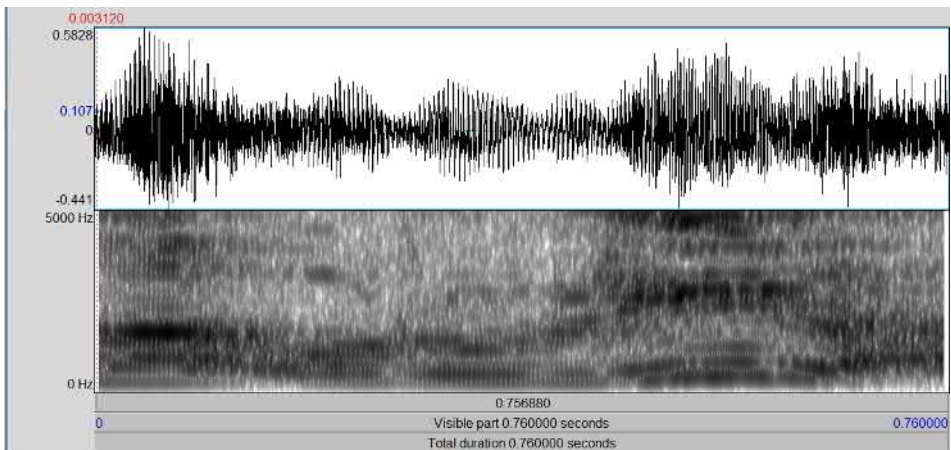 0.003120
0.5828
0.107
0
-0.441
5000 Hz
0 Hz
0.756880
0 Visible part 0.760000 seconds 0.760000
Total duration 0.760000 seconds